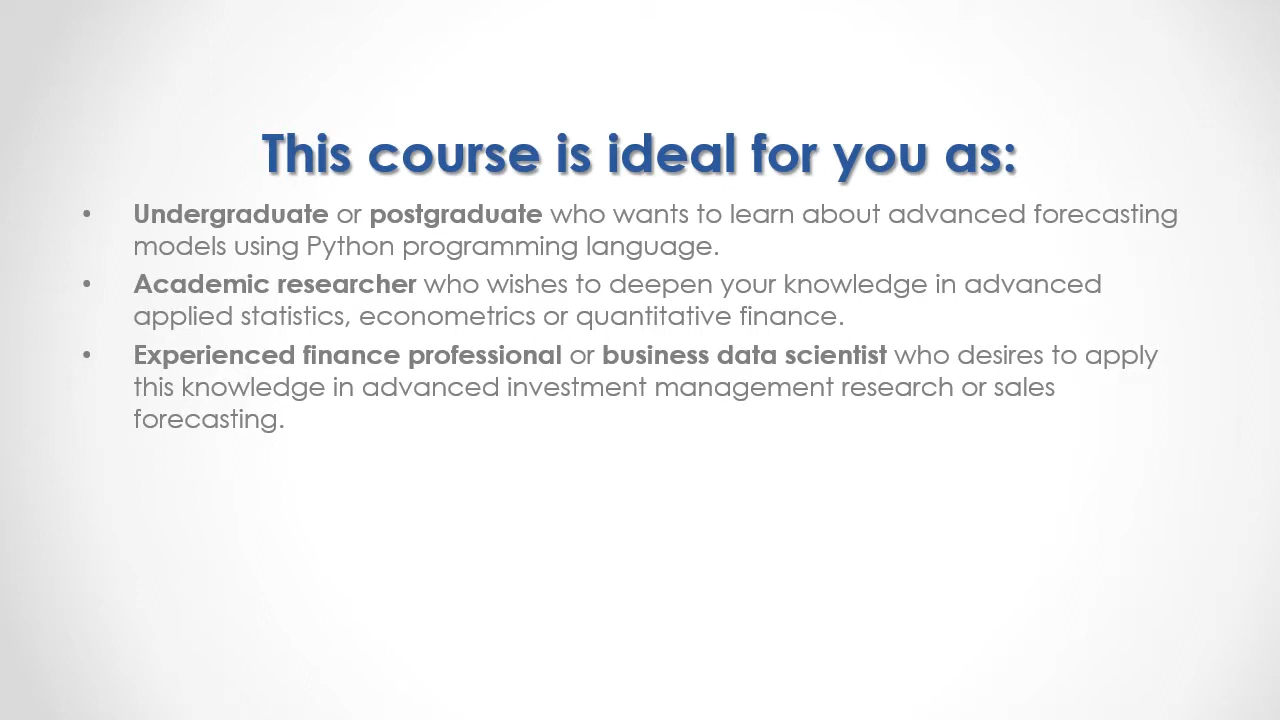 This course is ideal for you as:
• Undergraduate or postgraduate who wants to learn about advanced forecasting
models using Python programming language.
• Academic researcher who wishes to deepen your knowledge in advanced
applied statistics, econometrics or quantitative finance.
• Experienced finance professional or business data scientist who desires to apply
this knowledge in advanced investment management research or sales
forecasting.